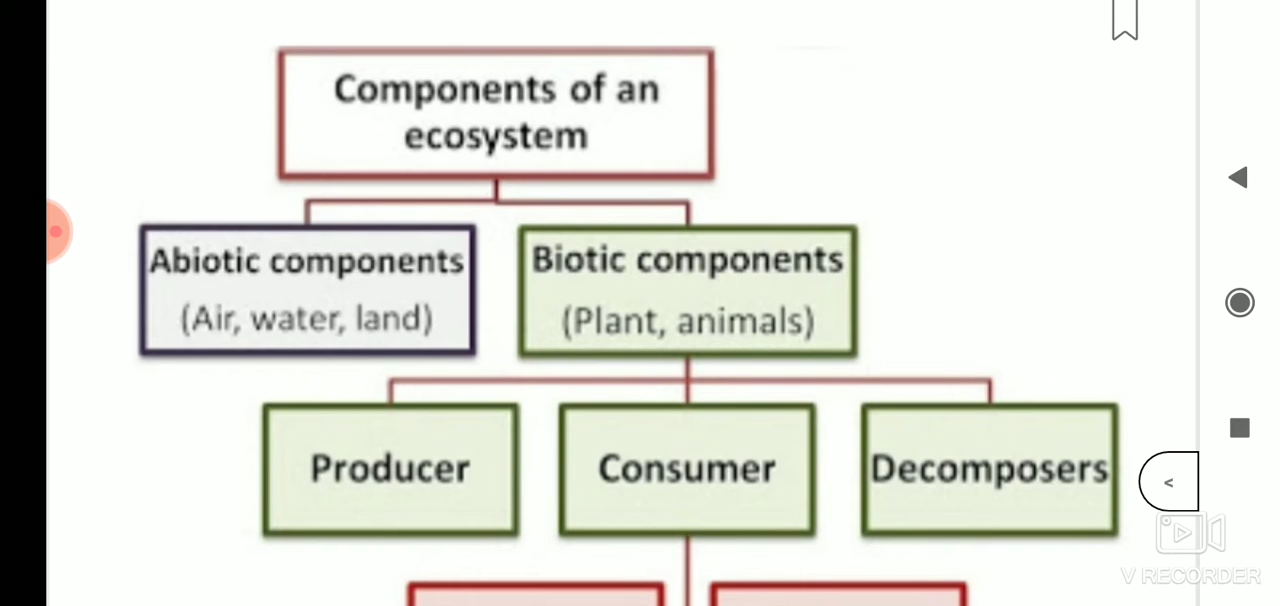 Components of an
ecosystem
Abiotic components
(Air, water, land)
Biotic components
(Plant, animals)
Producer
Consumer
Decomposers
<
V RECORDER